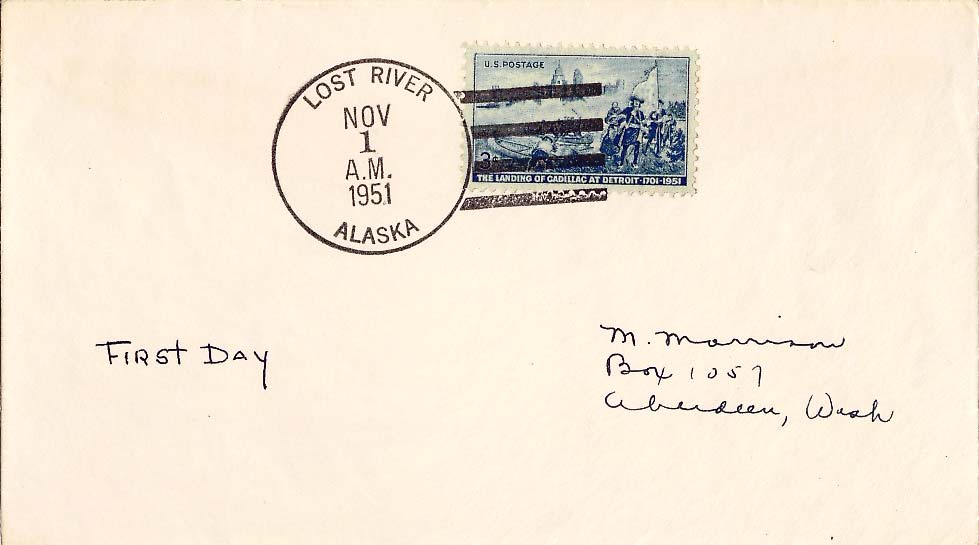 LOST RIVER
NOV
1
A.M.
1951
ALASKA
U.S. POSTAGE
3¢
THE LANDING OF CADILLAC AT DETROIT · 1701-1951
First Day
M. Morrison
Box 1057
Aberdeen, Wash